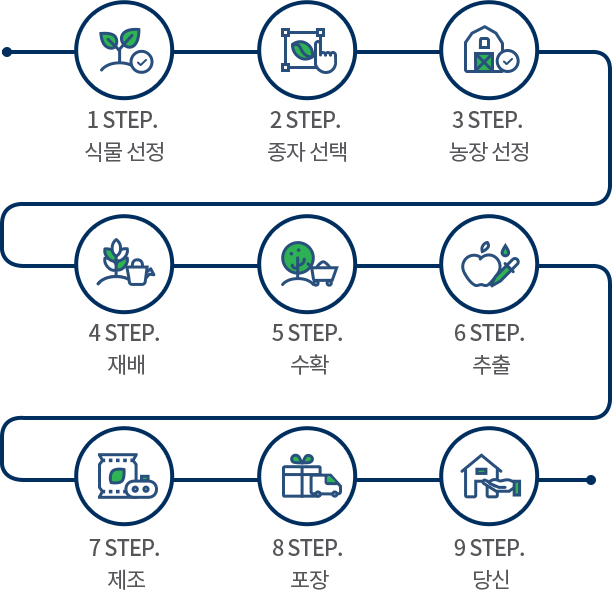 1 STEP.
식물 선정
2 STEP.
종자 선택
3 STEP.
농장 선정
4 STEP.
재배
5 STEP.
수확
6 STEP.
추출
7 STEP.
제조
8 STEP.
포장
9 STEP.
당신